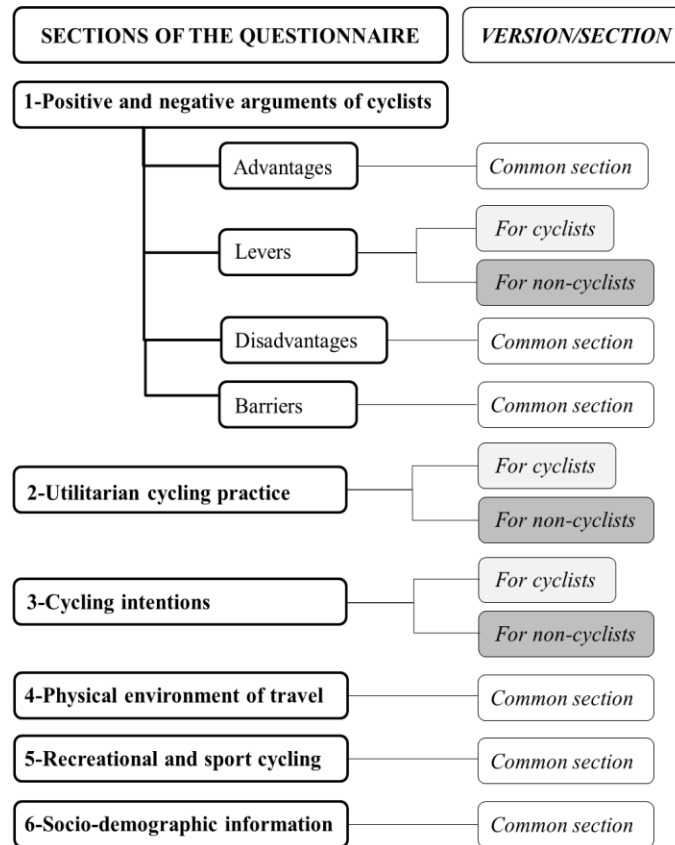 SECTIONS OF THE QUESTIONNAIRE
VERSION/SECTION
1-Positive and negative arguments of cyclists
Advantages
Common section
Levers
For cyclists
For non-cyclists
Disadvantages
Common section
Barriers
Common section
2-Utilitarian cycling practice
For cyclists
For non-cyclists
3-Cycling intentions
For cyclists
For non-cyclists
4-Physical environment of travel
Common section
5-Recreational and sport cycling
Common section
6-Socio-demographic information
Common section